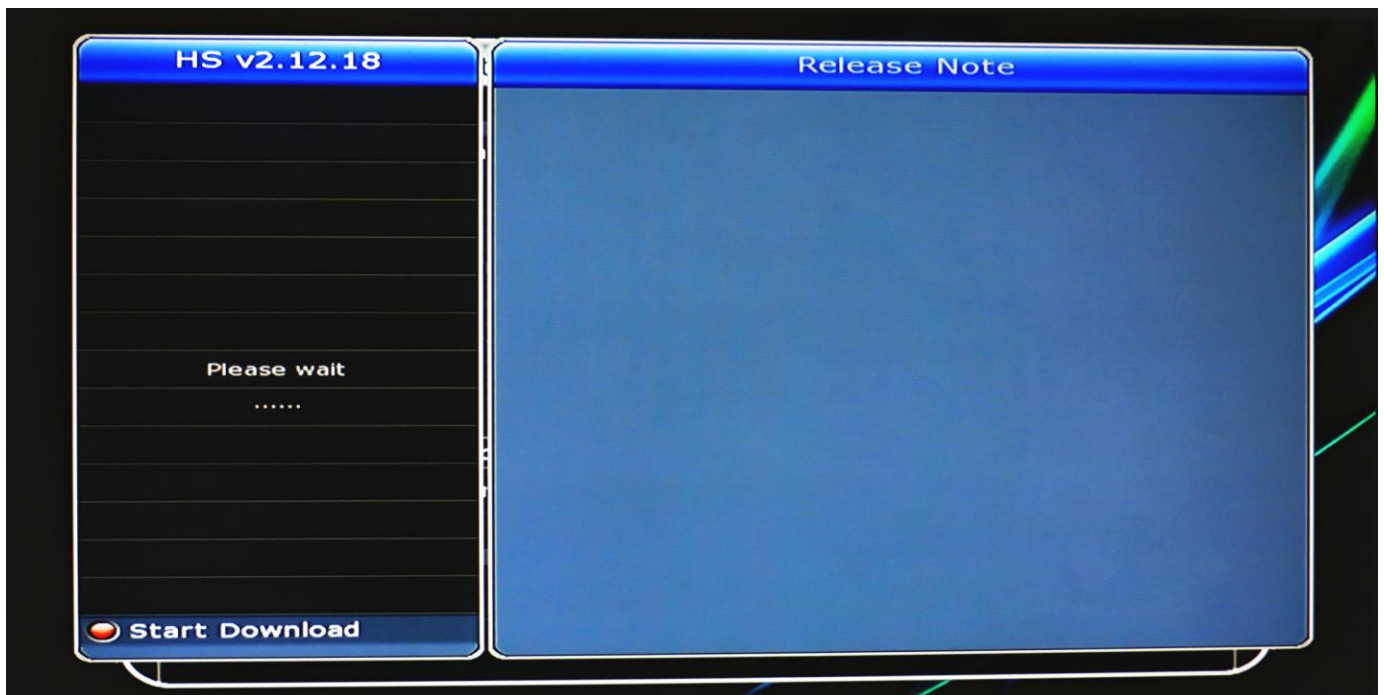 HS v2.12.18
Release Note
Please wait
......
Start Download